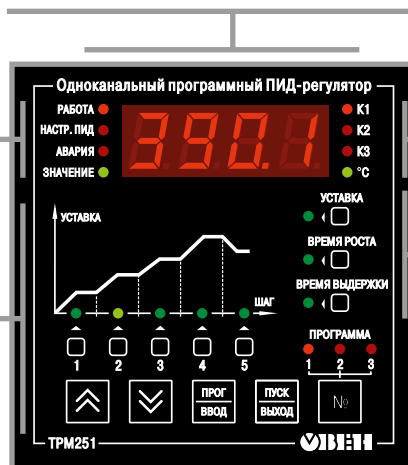 Одноканальный программный ПИД-регулятор
РАБОТА
НАСТР. ПИД
АВАРИЯ
ЗНАЧЕНИЕ
390.1
К1
К2
К3
°C
УСТАВКА
ШАГ
1 2 3 4 5
УСТАВКА
ВРЕМЯ РОСТА
ВРЕМЯ ВЫДЕРЖКИ
ПРОГРАММА
1 2 3
ПРОГ
ВВОД
ПУСК
ВЫХОД
№
ТРМ251
ОВЕН